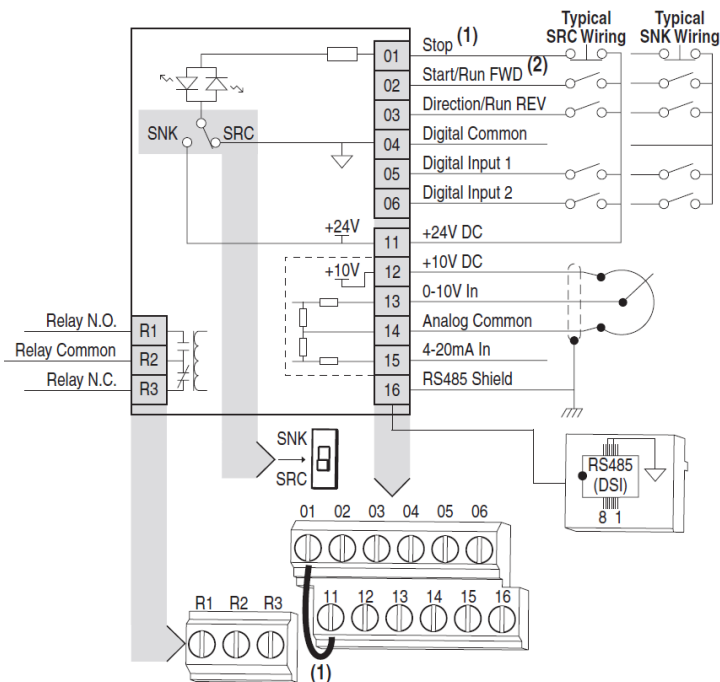 Typical Typical
SRC Wiring SNK Wiring
01 Stop (1)
02 Start/Run FWD (2)
03 Direction/Run REV
SNK SRC 04 Digital Common
05 Digital Input 1
06 Digital Input 2
+24V 11 +24V DC
+10V 12 +10V DC
13 0-10V In
Relay N.O. R1 14 Analog Common
Relay Common R2 15 4-20mA In
Relay N.C. R3 16 RS485 Shield
SNK
SRC
RS485
(DSI)
8 1
01 02 03 04 05 06
11 12 13 14 15 16
R1 R2 R3
(1)